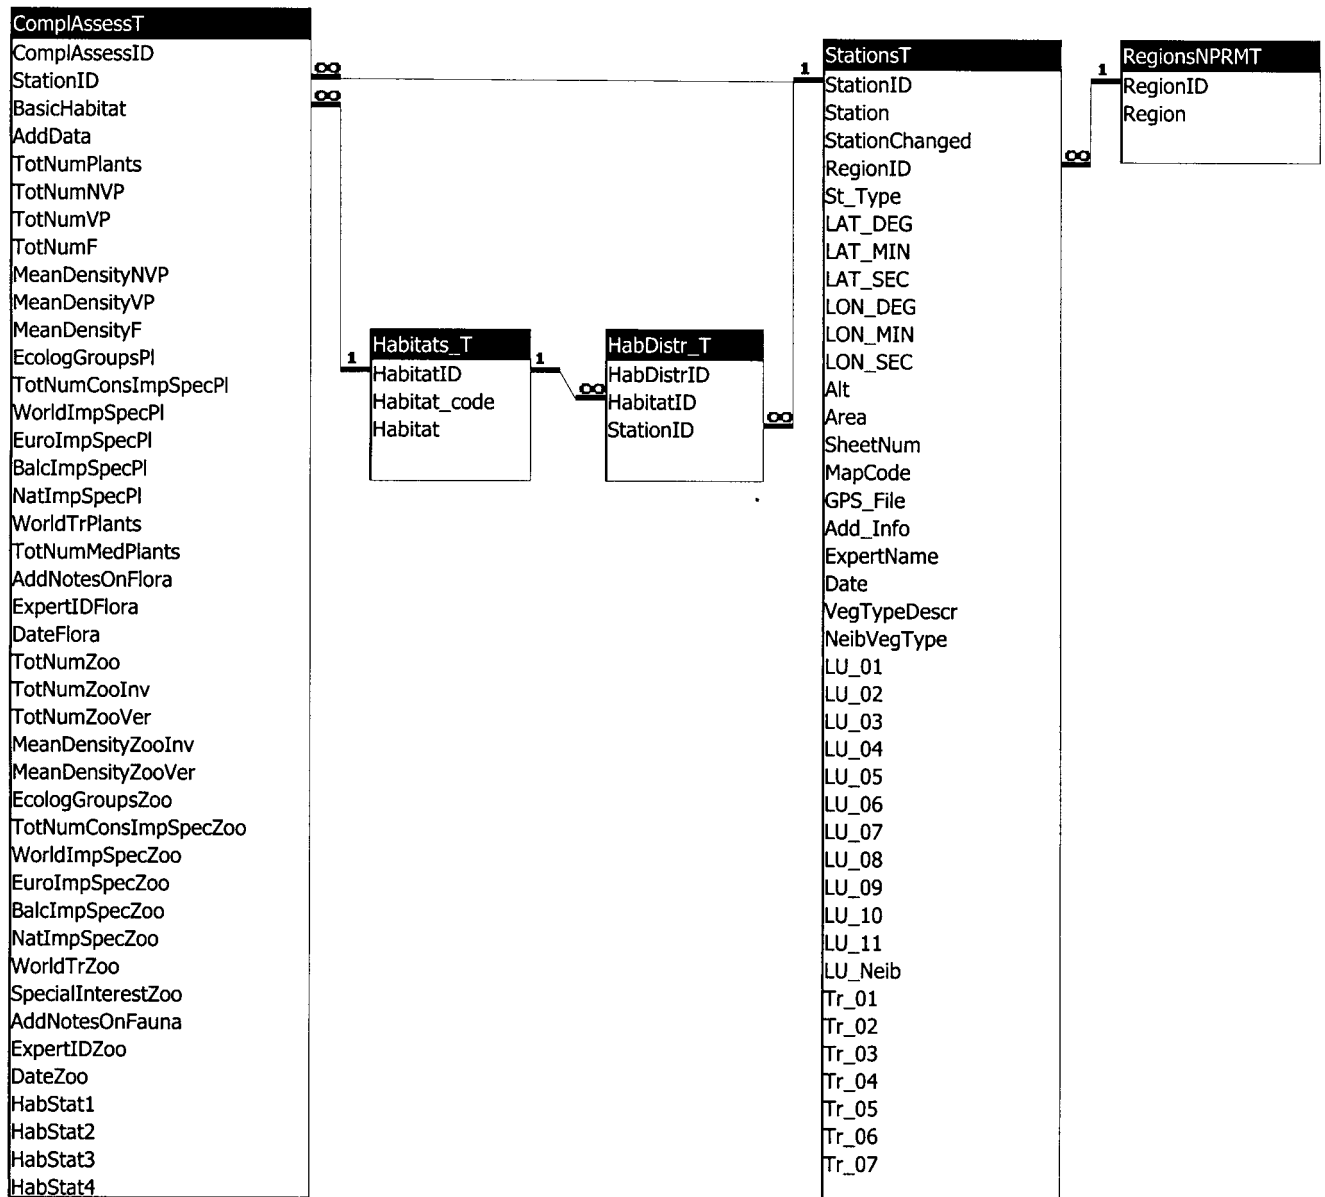 ComplAssessT
ComplAssessID
StationID
BasicHabitat
AddData
TotNumPlants
TotNumNVP
TotNumVP
TotNumF
MeanDensityNVP
MeanDensityVP
MeanDensityF
EcologGroupsPl
TotNumConsImpSpecPl
WorldImpSpecPl
EuroImpSpecPl
BalcImpSpecPl
NatImpSpecPl
WorldTrPlants
TotNumMedPlants
AddNotesOnFlora
ExpertIDFlora
DateFlora
TotNumZoo
TotNumZooInv
TotNumZooVer
MeanDensityZooInv
MeanDensityZooVer
EcologGroupsZoo
TotNumConsImpSpecZoo
WorldImpSpecZoo
EuroImpSpecZoo
BalcImpSpecZoo
NatImpSpecZoo
WorldTrZoo
SpecialInterestZoo
AddNotesOnFauna
ExpertIDZoo
DateZoo
HabStat1
HabStat2
HabStat3
HabStat4
∞
∞
1
Habitats_T
HabitatID
Habitat_code
Habitat
1
∞
HabDistr_T
HabDistrID
HabitatID
StationID
∞
1
StationsT
StationID
Station
StationChanged
RegionID
St_Type
LAT_DEG
LAT_MIN
LAT_SEC
LON_DEG
LON_MIN
LON_SEC
Alt
Area
SheetNum
MapCode
GPS_File
Add_Info
ExpertName
Date
VegTypeDescr
NeibVegType
LU_01
LU_02
LU_03
LU_04
LU_05
LU_06
LU_07
LU_08
LU_09
LU_10
LU_11
LU_Neib
Tr_01
Tr_02
Tr_03
Tr_04
Tr_05
Tr_06
Tr_07
∞
1
RegionsNPRMT
RegionID
Region